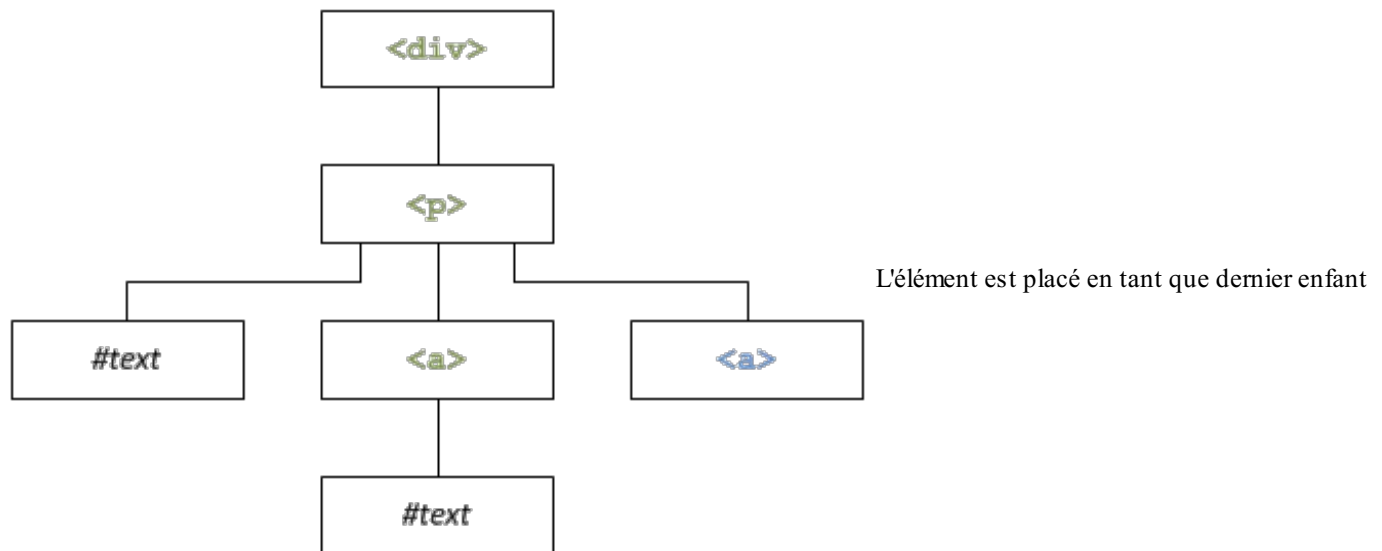 <div>
<p>
L'élément est placé en tant que dernier enfant
#text
<a>
<a>
#text